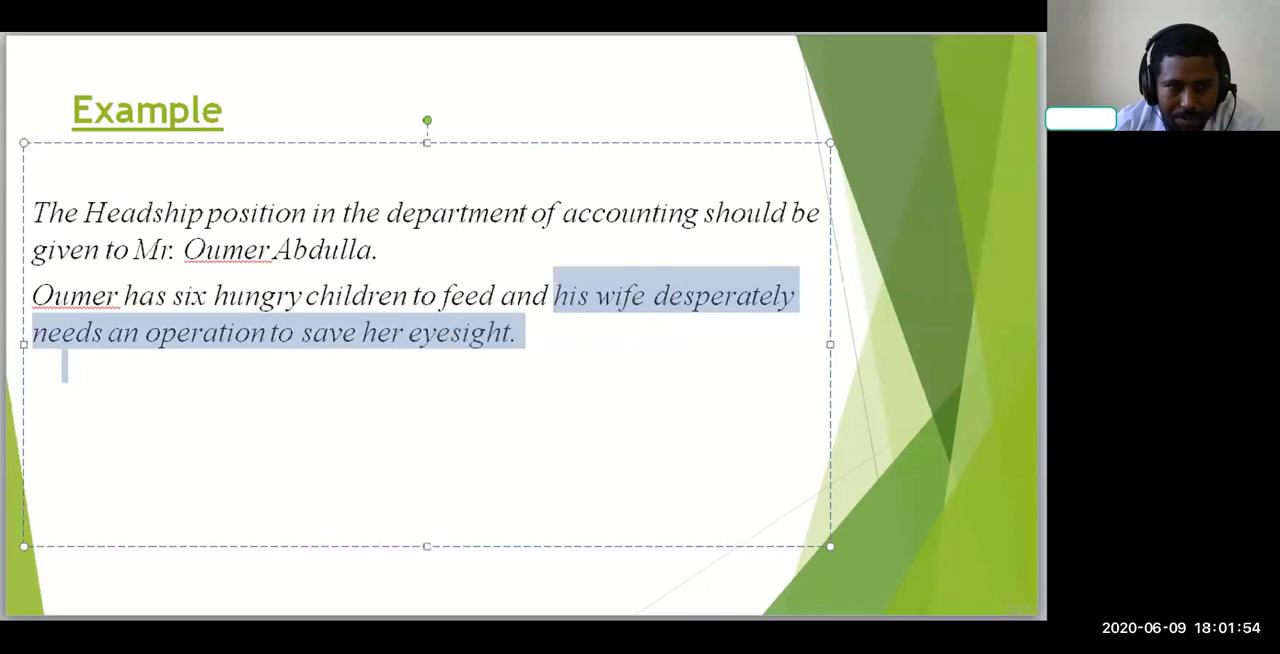 Example
The Headship position in the department of accounting should be
given to Mr. Oumer Abdulla.
Oumer has six hungry children to feed and his wife desperately
needs an operation to save her eyesight.
2020-06-09 18:01:54